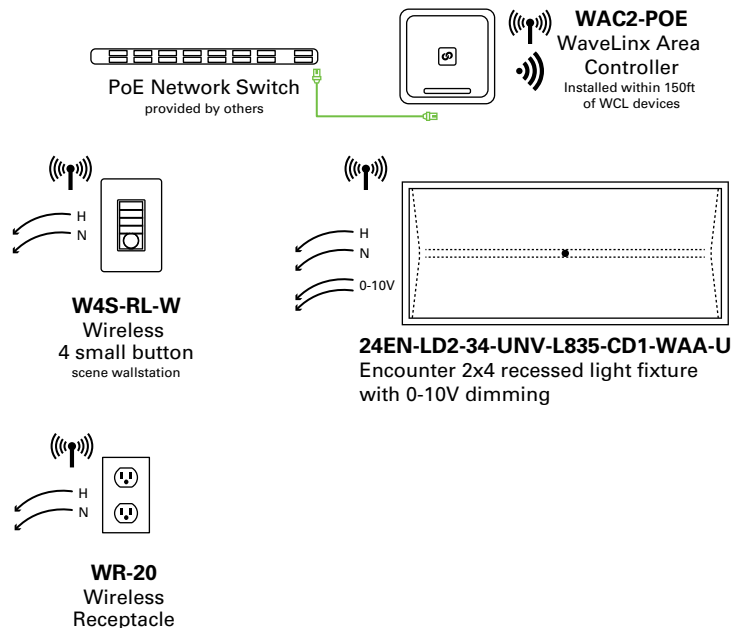 WAC2-POE
WaveLinx Area
Controller
Installed within 150ft
of WCL devices
PoE Network Switch
provided by others
H
N
W4S-RL-W
Wireless
4 small button
scene wallstation
H
N
0-10V
24EN-LD2-34-UNV-L835-CD1-WAA-U
Encounter 2x4 recessed light fixture
with 0-10V dimming
H
N
WR-20
Wireless
Receptacle